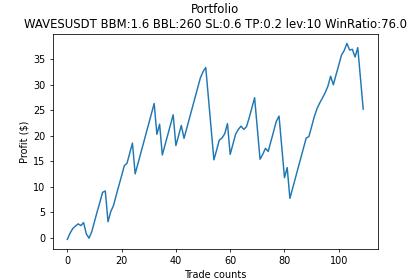 Portfolio
WAVESUSDT BBM:1.6 BBL:260 SL:0.6 TP:0.2 lev:10 WinRatio:76.0
Profit ($)
35
30
25
20
15
10
5
0
0 20 40 60 80 100
Trade counts